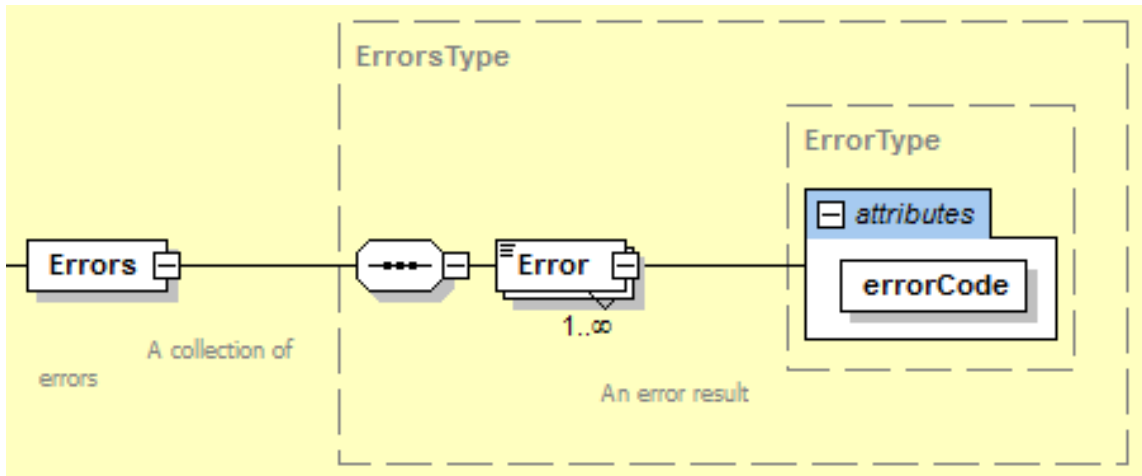 ErrorsType
ErrorType
attributes
Errors
Error
errorCode
1..∞
A collection of
errors
An error result